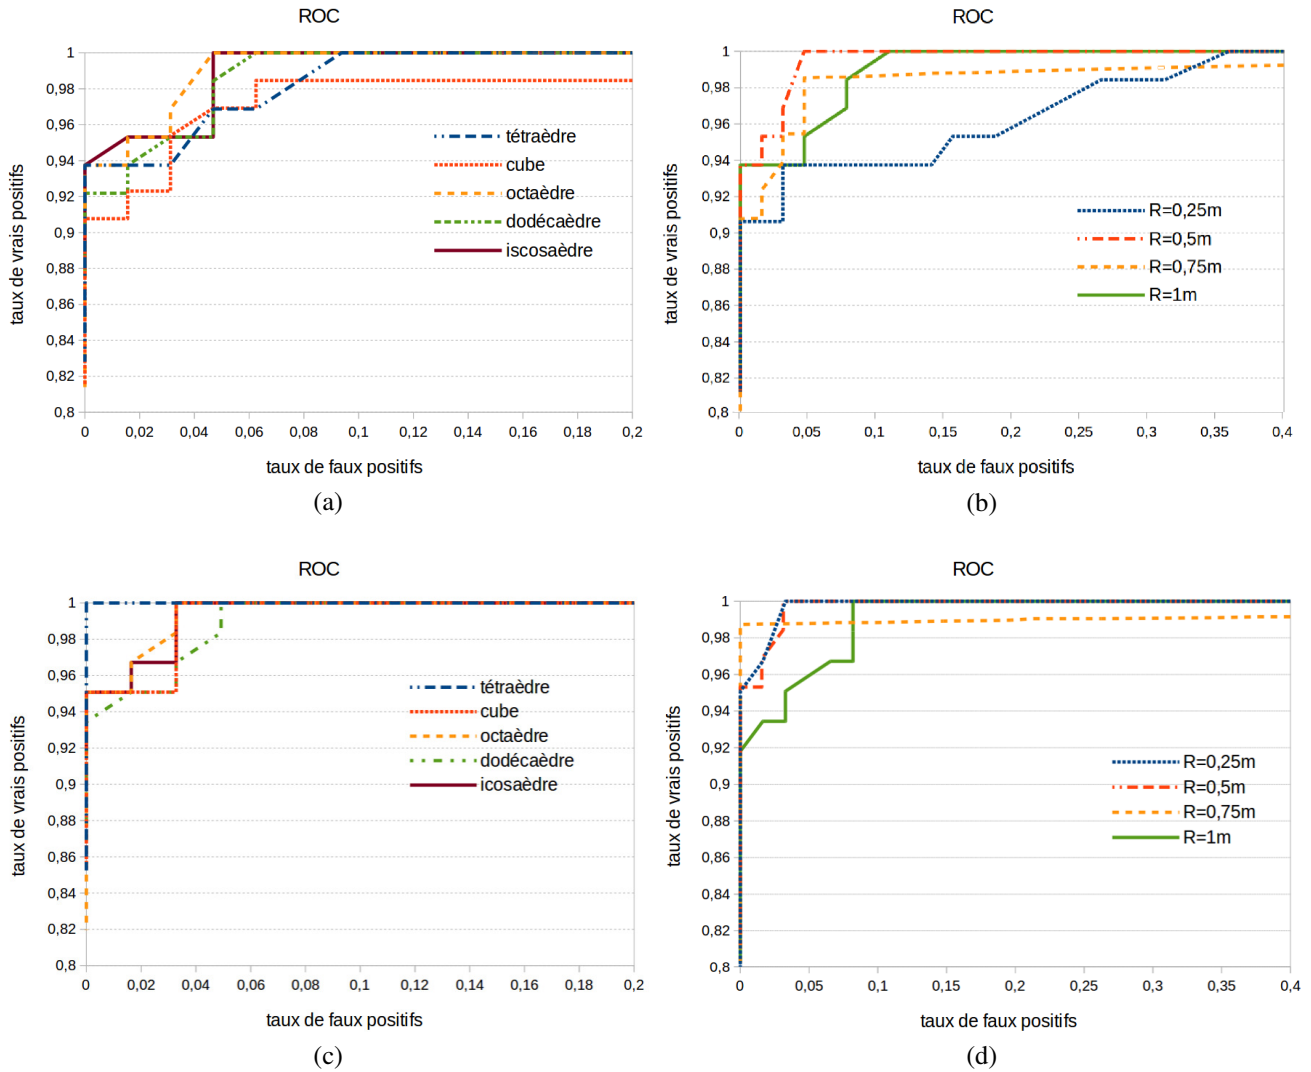 ROC
1
0,98
0,96
0,94
0,92
0,9
0,88
0,86
0,84
0,82
0,8
taux de vrais positifs
tétraèdre
cube
octaèdre
dodécaèdre
iscosaèdre
0 0,02 0,04 0,06 0,08 0,1 0,12 0,14 0,16 0,18 0,2
taux de faux positifs
(a)
ROC
1
0,98
0,96
0,94
0,92
0,9
0,88
0,86
0,84
0,82
0,8
taux de vrais positifs
R=0,25m
R=0,5m
R=0,75m
R=1m
0 0,05 0,1 0,15 0,2 0,25 0,3 0,35 0,4
taux de faux positifs
(b)
ROC
1
0,98
0,96
0,94
0,92
0,9
0,88
0,86
0,84
0,82
0,8
taux de vrais positifs
tétraèdre
cube
octaèdre
dodécaèdre
icosaèdre
0 0,02 0,04 0,06 0,08 0,1 0,12 0,14 0,16 0,18 0,2
taux de faux positifs
(c)
ROC
1
0,98
0,96
0,94
0,92
0,9
0,88
0,86
0,84
0,82
0,8
taux de vrais positifs
R=0,25m
R=0,5m
R=0,75m
R=1m
0 0,05 0,1 0,15 0,2 0,25 0,3 0,35 0,4
taux de faux positifs
(d)